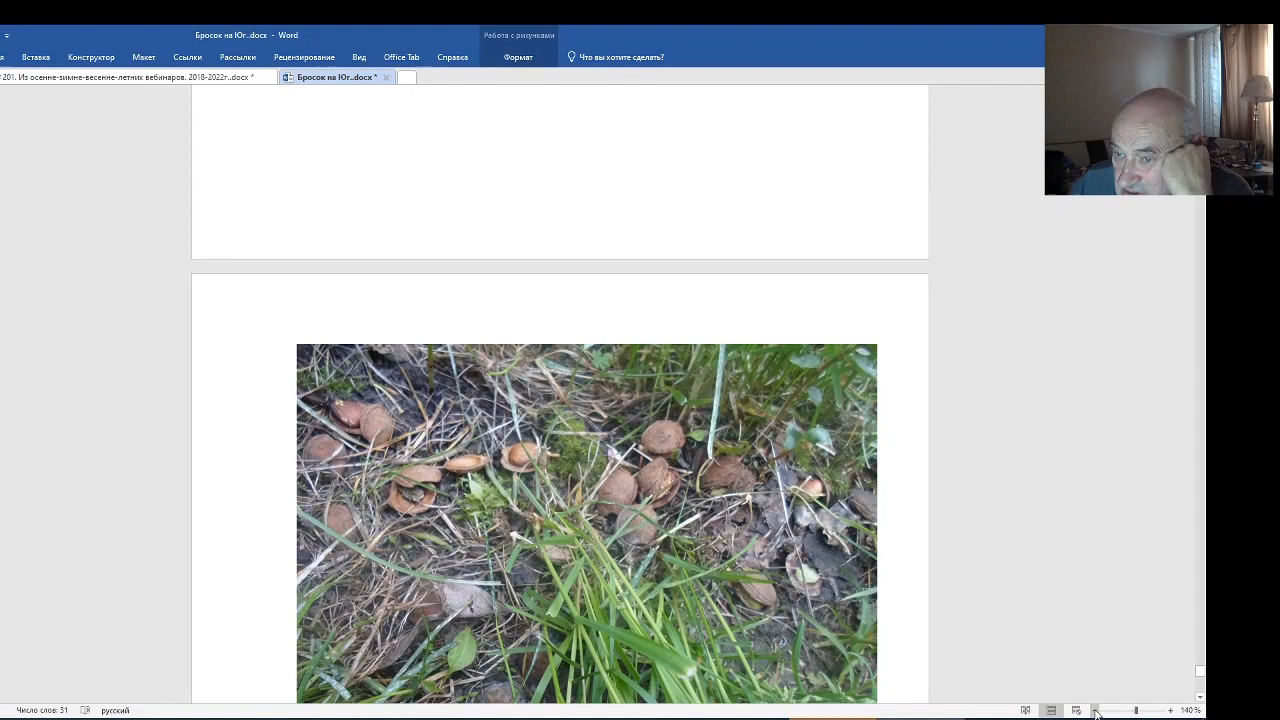 Бросок на Юг..docx - Word
Работа с рисунками
Вставка Конструктор Макет Ссылки Рассылки Рецензирование Вид Office Tab Справка Формат Что вы хотите сделать?
201. Из осенне-зимне-весенне-летних вебинаров. 2018-2022г..docx * Бросок на Юг..docx *
Число слов: 31 русский 140 %